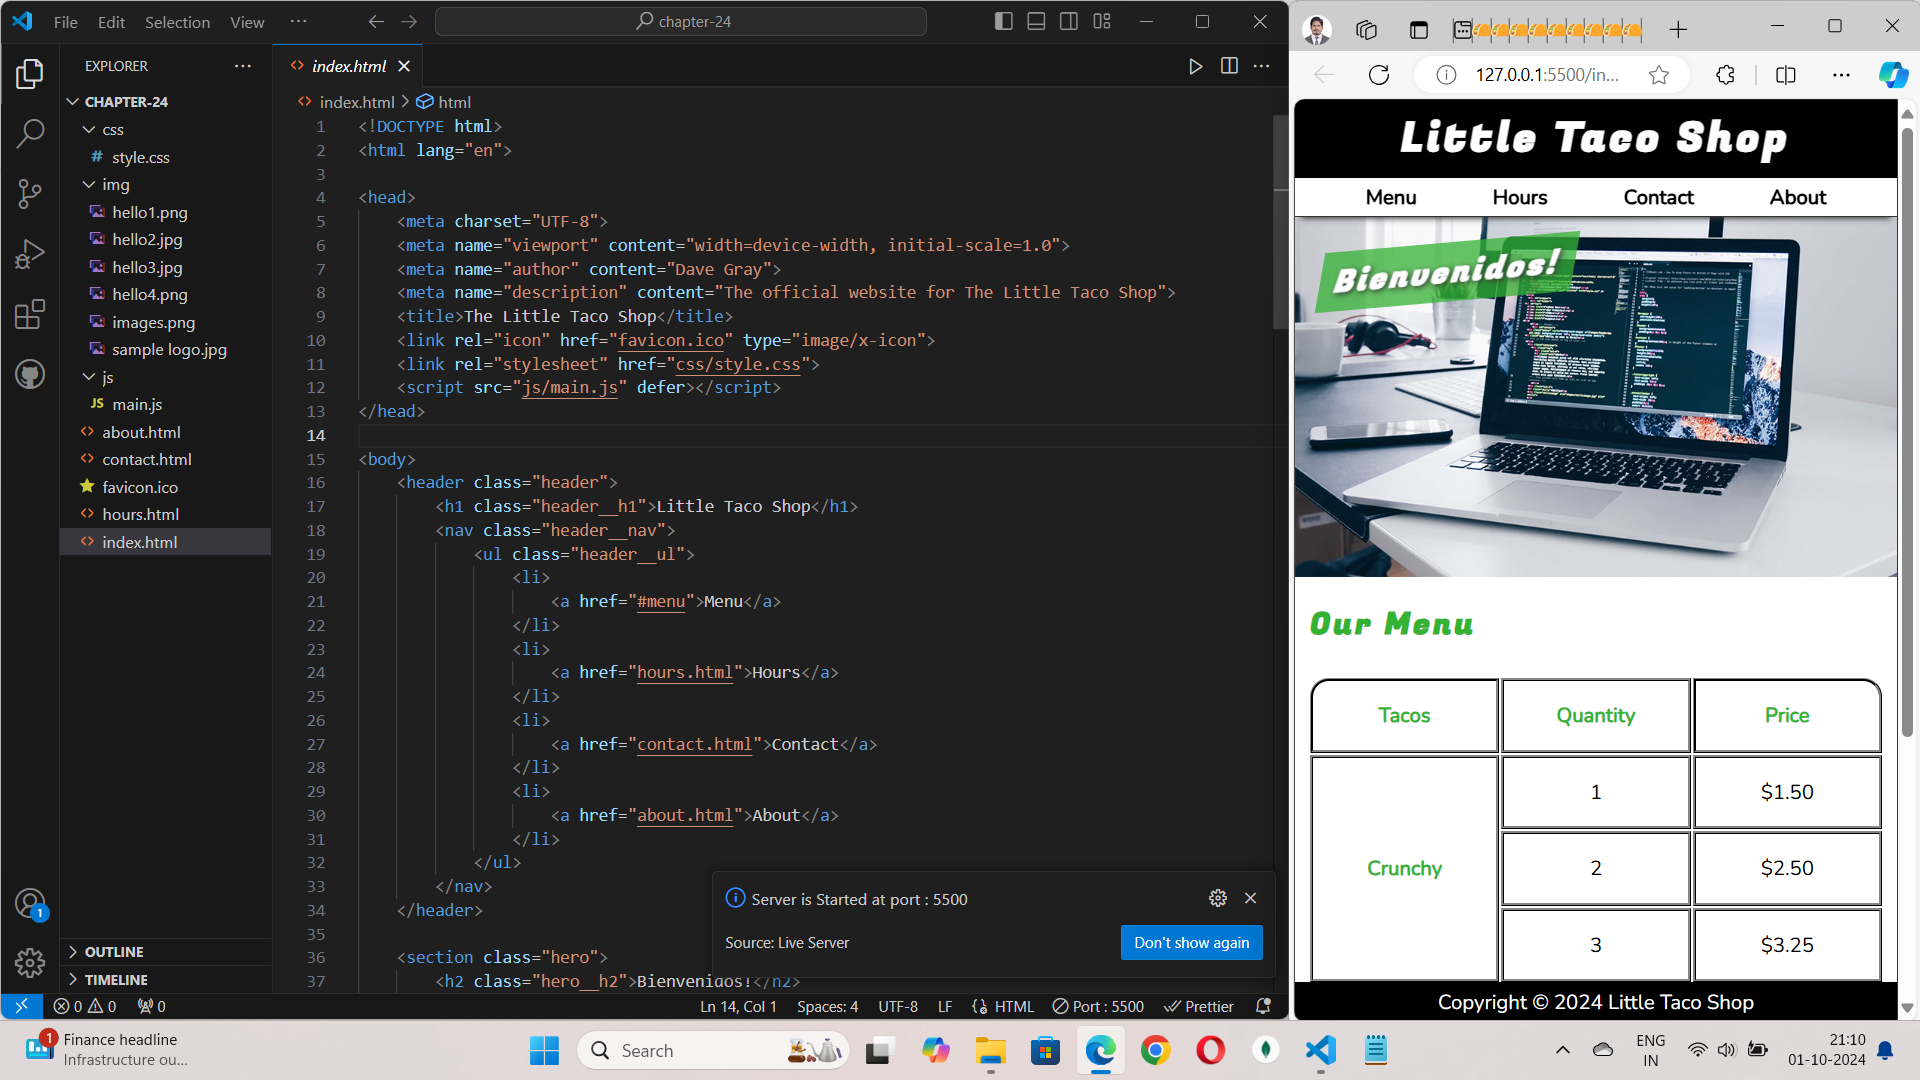 File Edit Selection View ···
chapter-24
EXPLORER
CHAPTER-24
css
# style.css
img
hello1.png
hello2.jpg
hello3.jpg
hello4.png
images.png
sample logo.jpg
js
JS main.js
<> about.html
<> contact.html
favicon.ico
<> hours.html
<> index.html
OUTLINE
TIMELINE
<> index.html
<> index.html > html
1 <!DOCTYPE html>
2 <html lang="en">
3
4 <head>
5 <meta charset="UTF-8">
6 <meta name="viewport" content="width=device-width, initial-scale=1.0">
7 <meta name="author" content="Dave Gray">
8 <meta name="description" content="The official website for The Little Taco Shop">
9 <title>The Little Taco Shop</title>
10 <link rel="icon" href="favicon.ico" type="image/x-icon">
11 <link rel="stylesheet" href="css/style.css">
12 <script src="js/main.js" defer></script>
13 </head>
14
15 <body>
16 <header class="header">
17 <h1 class="header__h1">Little Taco Shop</h1>
18 <nav class="header__nav">
19 <ul class="header__ul">
20 <li>
21 <a href="#menu">Menu</a>
22 </li>
23 <li>
24 <a href="hours.html">Hours</a>
25 </li>
26 <li>
27 <a href="contact.html">Contact</a>
28 </li>
29 <li>
30 <a href="about.html">About</a>
31 </li>
32 </ul>
33 </nav>
34 </header>
35
36 <section class="hero">
37 <h2 class="hero__h2">Bienvenidos!</h2>
Server is Started at port : 5500
Source: Live Server
Don't show again
1
0 0 0
Ln 14, Col 1 Spaces: 4 UTF-8 LF HTML Port : 5500 Prettier
127.0.0.1:5500/in...
Little Taco Shop
Menu Hours Contact About
Bienvenidos!
Our Menu
Tacos Quantity Price
Crunchy
1 $1.50
2 $2.50
3 $3.25
Copyright © 2024 Little Taco Shop
1
Finance headline
Infrastructure ou...
Search
ENG
IN
21:10
01-10-2024